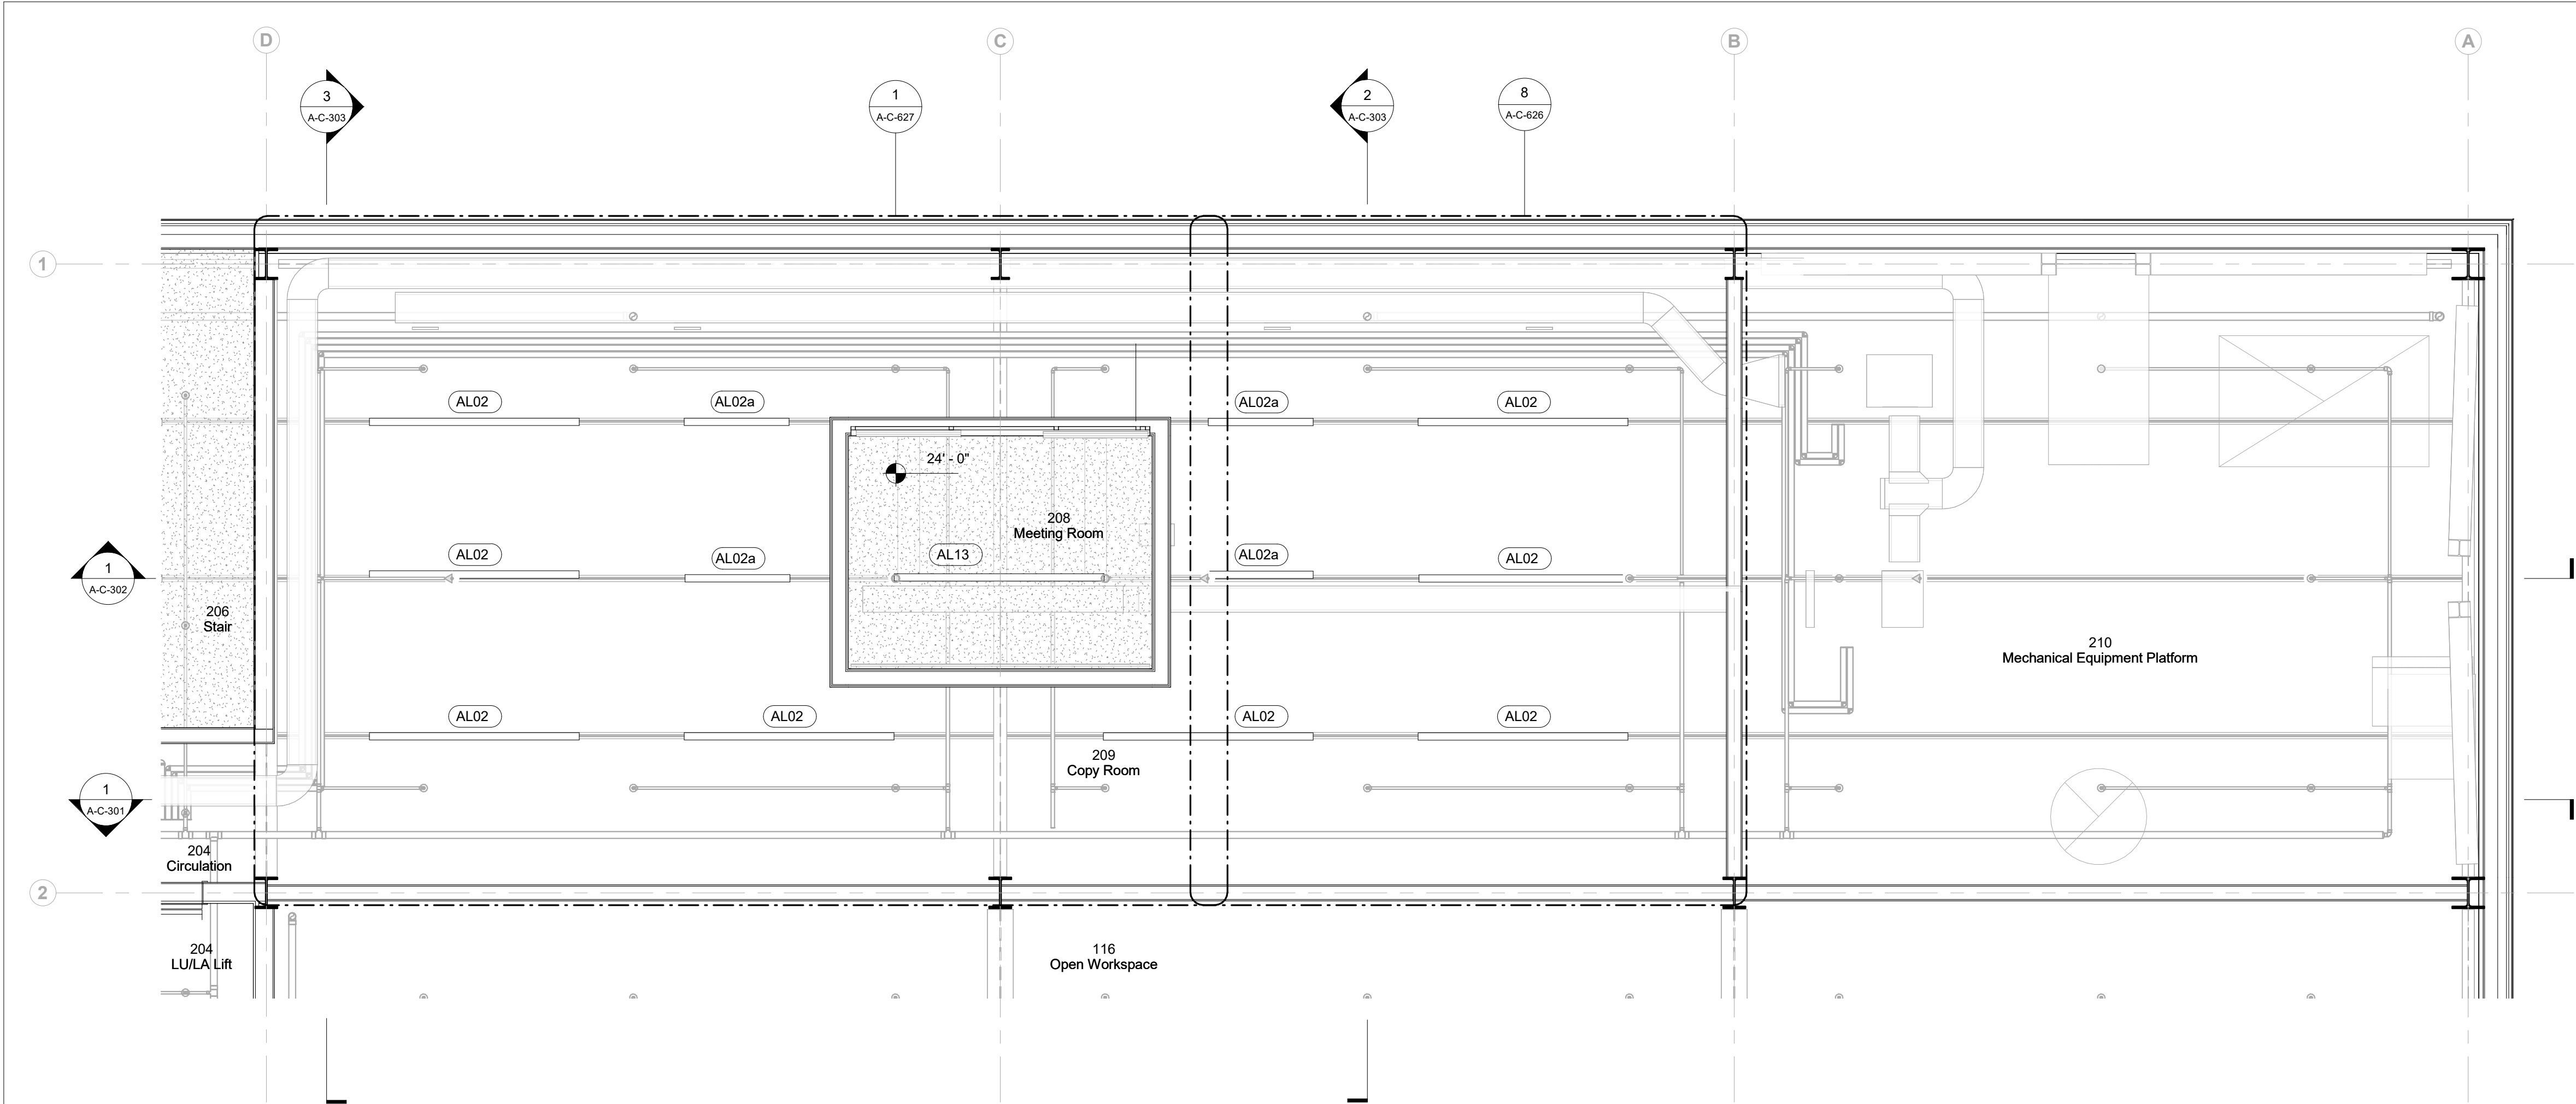 D
C
B
A
3
A-C-303
1
A-C-627
2
A-C-303
8
A-C-626
1
AL02
AL02a
AL02a
AL02
24' - 0"
208
Meeting Room
AL02
AL02a
AL13
AL02a
AL02
1
A-C-302
206
Stair
210
Mechanical Equipment Platform
AL02
AL02
AL02
AL02
209
Copy Room
1
A-C-301
204
Circulation
2
204
LU/LA Lift
116
Open Workspace